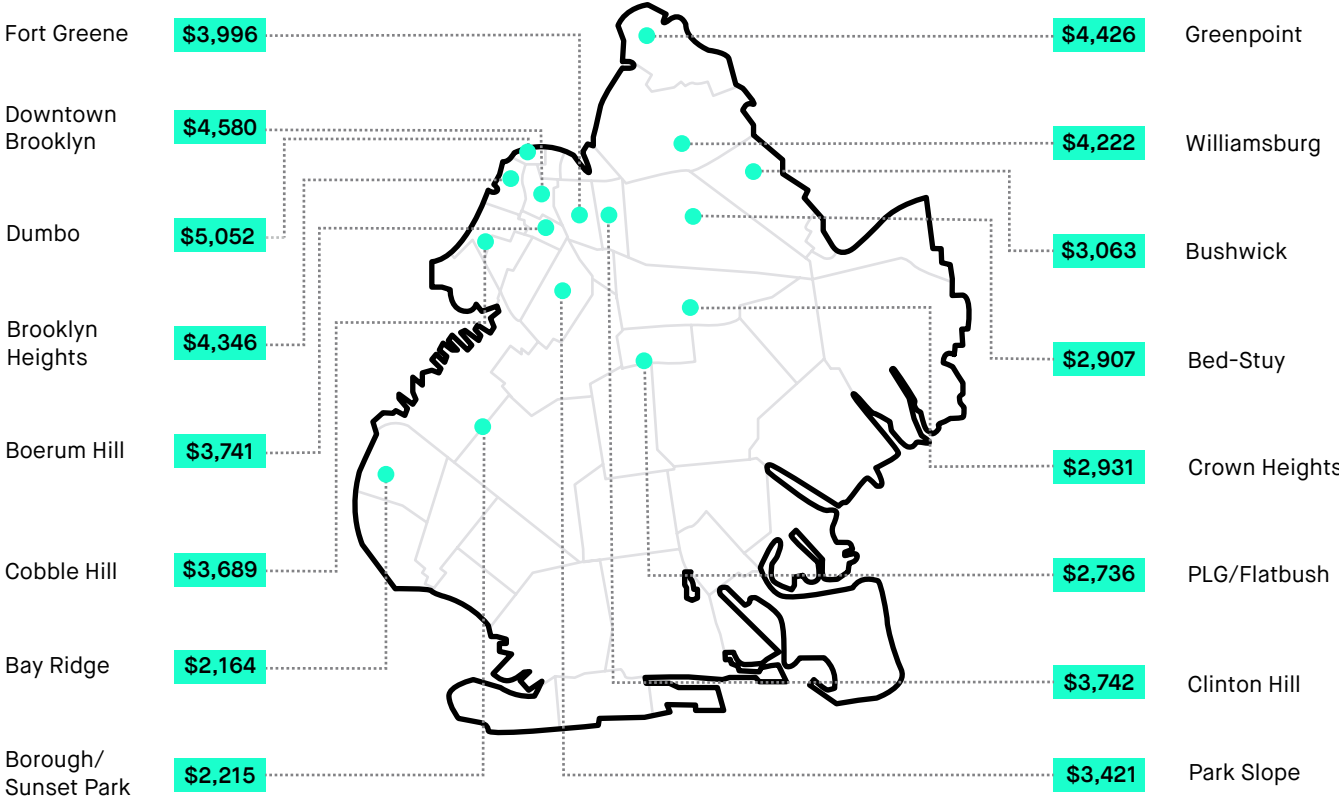 Fort Greene
$3,996
Downtown
Brooklyn
$4,580
Dumbo
$5,052
Brooklyn
Heights
$4,346
Boerum Hill
$3,741
Cobble Hill
$3,689
Bay Ridge
$2,164
Borough/
Sunset Park
$2,215
$4,426
Greenpoint
$4,222
Williamsburg
$3,063
Bushwick
$2,907
Bed-Stuy
$2,931
Crown Heights
$2,736
PLG/Flatbush
$3,742
Clinton Hill
$3,421
Park Slope